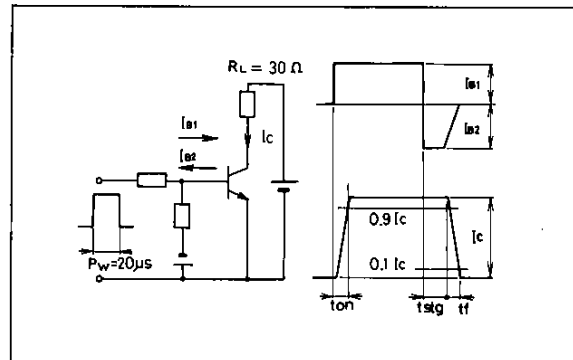 RL = 30 Ω
IB1
IB2
IC
PW=20μs
IB1
IB2
0.9 IC
IC
0.1 IC
ton
tstg
tf